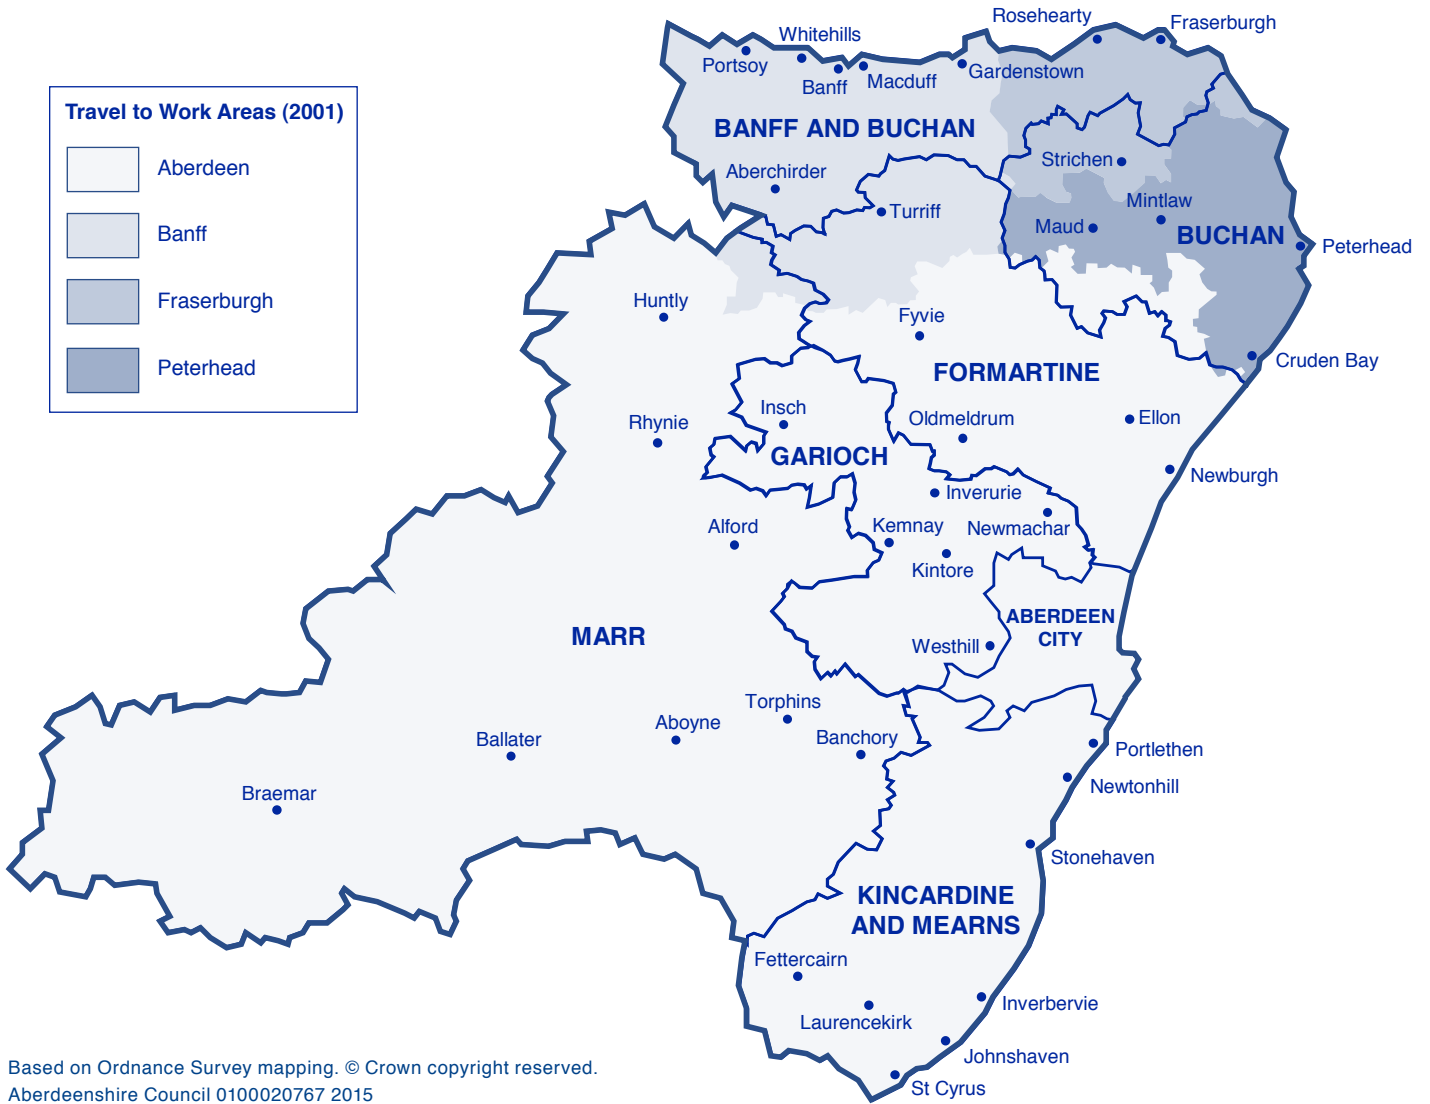 Rosehearty
Fraserburgh
Whitehills
Portsoy
Banff
Macduff
Gardenstown
Travel to Work Areas (2001)
Aberdeen
Banff
Fraserburgh
Peterhead
BANFF AND BUCHAN
Strichen
Aberchirder
Turriff
Mintlaw
Maud
BUCHAN
Peterhead
Huntly
Fyvie
Cruden Bay
FORMARTINE
Insch
Rhynie
Oldmeldrum
Ellon
GARIOCH
Newburgh
Inverurie
Alford
Kemnay
Newmachar
Kintore
ABERDEEN
CITY
MARR
Westhill
Torphins
Aboyne
Ballater
Banchory
Portlethen
Braemar
Newtonhill
Stonehaven
KINCARDINE
AND MEARNS
Fettercairn
Inverbervie
Laurencekirk
Johnshaven
St Cyrus
Based on Ordnance Survey mapping. © Crown copyright reserved.
Aberdeenshire Council 0100020767 2015